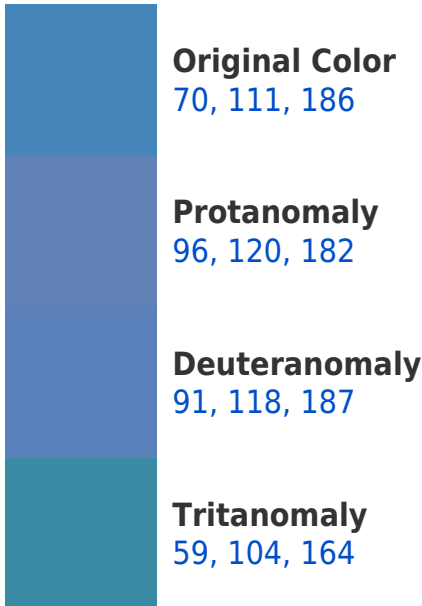 Original Color
70, 111, 186
Protanomaly
96, 120, 182
Deuteranomaly
91, 118, 187
Tritanomaly
59, 104, 164